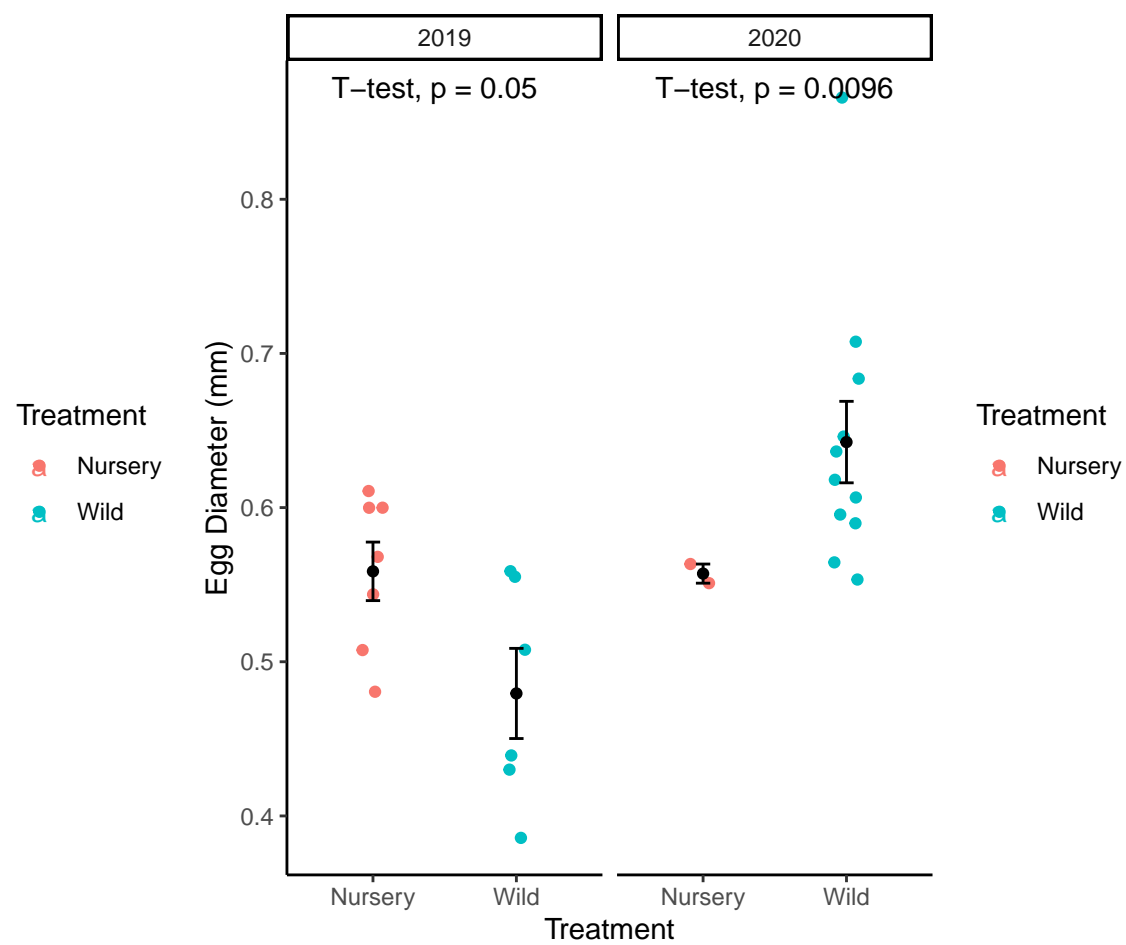 2019
2020
T−test, p = 0.05
T−test, p = 0.0096
0.8
0.7
0.6
0.5
0.4
Egg Diameter (mm)
Nursery
Wild
Nursery
Wild
Treatment
Treatment
a Nursery
a Wild
Treatment
a Nursery
a Wild